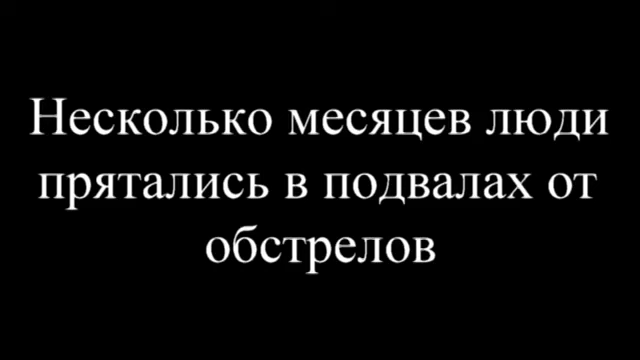 Несколько месяцев люди
прятались в подвалах от
обстрелов